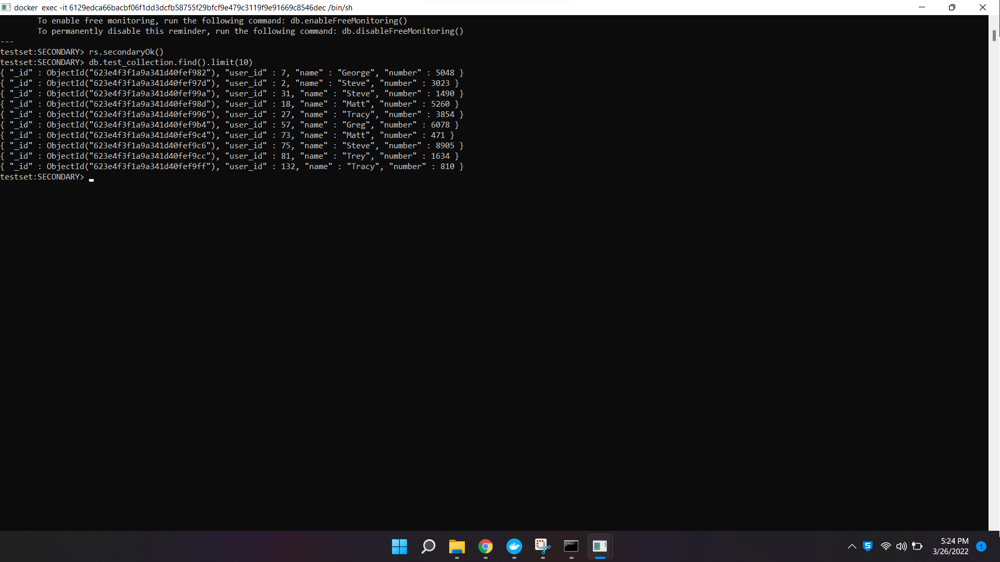 docker  exec -it 6129edca66bacbf06f1dd3dcfb58755f29bfcf9e479c3119f9e91669c8546dec /bin/sh
        To enable free monitoring, run the following command: db.enableFreeMonitoring()
        To permanently disable this reminder, run the following command: db.disableFreeMonitoring()
---
testset:SECONDARY> rs.secondaryOk()
testset:SECONDARY> db.test_collection.find().limit(10)
{ "_id" : ObjectId("623e4f3f1a9a341d40fef982"), "user_id" : 7, "name" : "George", "number" : 5048 }
{ "_id" : ObjectId("623e4f3f1a9a341d40fef97d"), "user_id" : 2, "name" : "Steve", "number" : 3023 }
{ "_id" : ObjectId("623e4f3f1a9a341d40fef99a"), "user_id" : 31, "name" : "Steve", "number" : 1490 }
{ "_id" : ObjectId("623e4f3f1a9a341d40fef98d"), "user_id" : 18, "name" : "Matt", "number" : 5260 }
{ "_id" : ObjectId("623e4f3f1a9a341d40fef996"), "user_id" : 27, "name" : "Tracy", "number" : 3854 }
{ "_id" : ObjectId("623e4f3f1a9a341d40fef9b4"), "user_id" : 57, "name" : "Greg", "number" : 6078 }
{ "_id" : ObjectId("623e4f3f1a9a341d40fef9c4"), "user_id" : 73, "name" : "Matt", "number" : 471 }
{ "_id" : ObjectId("623e4f3f1a9a341d40fef9c6"), "user_id" : 75, "name" : "Steve", "number" : 8905 }
{ "_id" : ObjectId("623e4f3f1a9a341d40fef9cc"), "user_id" : 81, "name" : "Trey", "number" : 1634 }
{ "_id" : ObjectId("623e4f3f1a9a341d40fef9ff"), "user_id" : 132, "name" : "Tracy", "number" : 810 }
testset:SECONDARY>
S
5:24 PM
3/26/2022
1